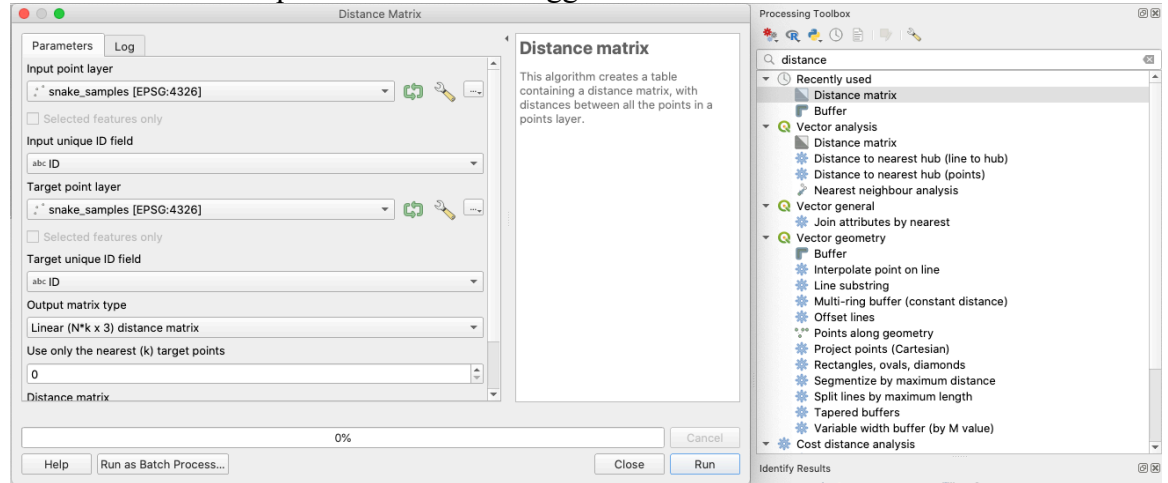 Distance Matrix
Parameters
Log
Input point layer
snake_samples [EPSG:4326]
Selected features only
Input unique ID field
abc ID
Target point layer
snake_samples [EPSG:4326]
Selected features only
Target unique ID field
abc ID
Output matrix type
Linear (N*k x 3) distance matrix
Use only the nearest (k) target points
0
Distance matrix
0%
Cancel
Help
Run as Batch Process...
Close
Run
Distance matrix
This algorithm creates a table
containing a distance matrix, with
distances between all the points in a
points layer.
Processing Toolbox
distance
Recently used
Distance matrix
Buffer
Vector analysis
Distance matrix
Distance to nearest hub (line to hub)
Distance to nearest hub (points)
Nearest neighbour analysis
Vector general
Join attributes by nearest
Vector geometry
Buffer
Interpolate point on line
Line substring
Multi-ring buffer (constant distance)
Offset lines
Points along geometry
Project points (Cartesian)
Rectangles, ovals, diamonds
Segmentize by maximum distance
Split lines by maximum length
Tapered buffers
Variable width buffer (by M value)
Cost distance analysis
Identify Results